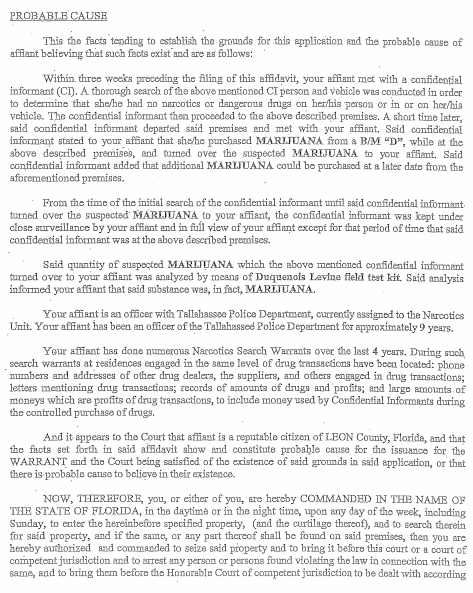 PROBABLE CAUSE
This the facts tending to establish the grounds for this application and the probable cause of
affiant believing that such facts exist and are as follows:
Within three weeks preceding the filing of this affidavit, your affiant met with a confidential
informant (CI). A thorough search of the above mentioned CI person and vehicle was conducted in order
to determine that she/he had no narcotics or dangerous drugs on her/his person or in or on her/his
vehicle. The confidential informant then proceeded to the above described premises. A short time later,
said confidential informant departed said premises and met with your affiant. Said confidential
informant stated to your affiant that she/he purchased MARIJUANA from a B/M "D", while at the
above described premises, and turned over the suspected MARIJUANA to your affiant. Said
confidential informant added that additional MARIJUANA could be purchased at a later date from the
aforementioned premises.
From the time of the initial search of the confidential informant until said confidential informant
turned over the suspected MARIJUANA to your affiant, the confidential informant was kept under
close surveillance by your affiant and in full view of your affiant except for that period of time that said
confidential informant was at the above described premises.
Said quantity of suspected MARIJUANA which the above mentioned confidential informant
turned over to your affiant was analyzed by means of Duquenois Levine field test kit. Said analysis
informed your affiant that said substance was, in fact, MARIJUANA.
Your affiant is an officer with Tallahassee Police Department, currently assigned to the Narcotics
Unit. Your affiant has been an officer of the Tallahassee Police Department for approximately 9 years.
Your affiant has done numerous Narcotics Search Warrants over the last 4 years. During such
search warrants at residences engaged in the same level of drug transactions have been located: phone
numbers and addresses of other drug dealers, the suppliers, and others engaged in drug transactions;
letters mentioning drug transactions; records of amounts of drugs and profits; and large amounts of
moneys which are profits of drug transactions, to include money used by Confidential Informants during
the controlled purchase of drugs.
And it appears to the Court that affiant is a reputable citizen of LEON County, Florida, and that
the facts set forth in said affidavit show and constitute probable cause for the issuance for the
WARRANT and the Court being satisfied of the existence of said grounds in said application, or that
there is probable cause to believe in their existence.
NOW, THEREFORE, you, or either of you, are hereby COMMANDED IN THE NAME OF
THE STATE OF FLORIDA, in the daytime or in the night time, upon any day of the week, including
Sunday, to enter the hereinbefore specified property, (and the curtilage thereof), and to search therein
for said property, and if the same, or any part thereof shall be found on said premises, then you are
hereby authorized and commanded to seize said property and to bring it before this court or a court of
competent jurisdiction and to arrest any person or persons found violating the law in connection with the
same, and to bring them before the Honorable Court of competent jurisdiction to be dealt with according